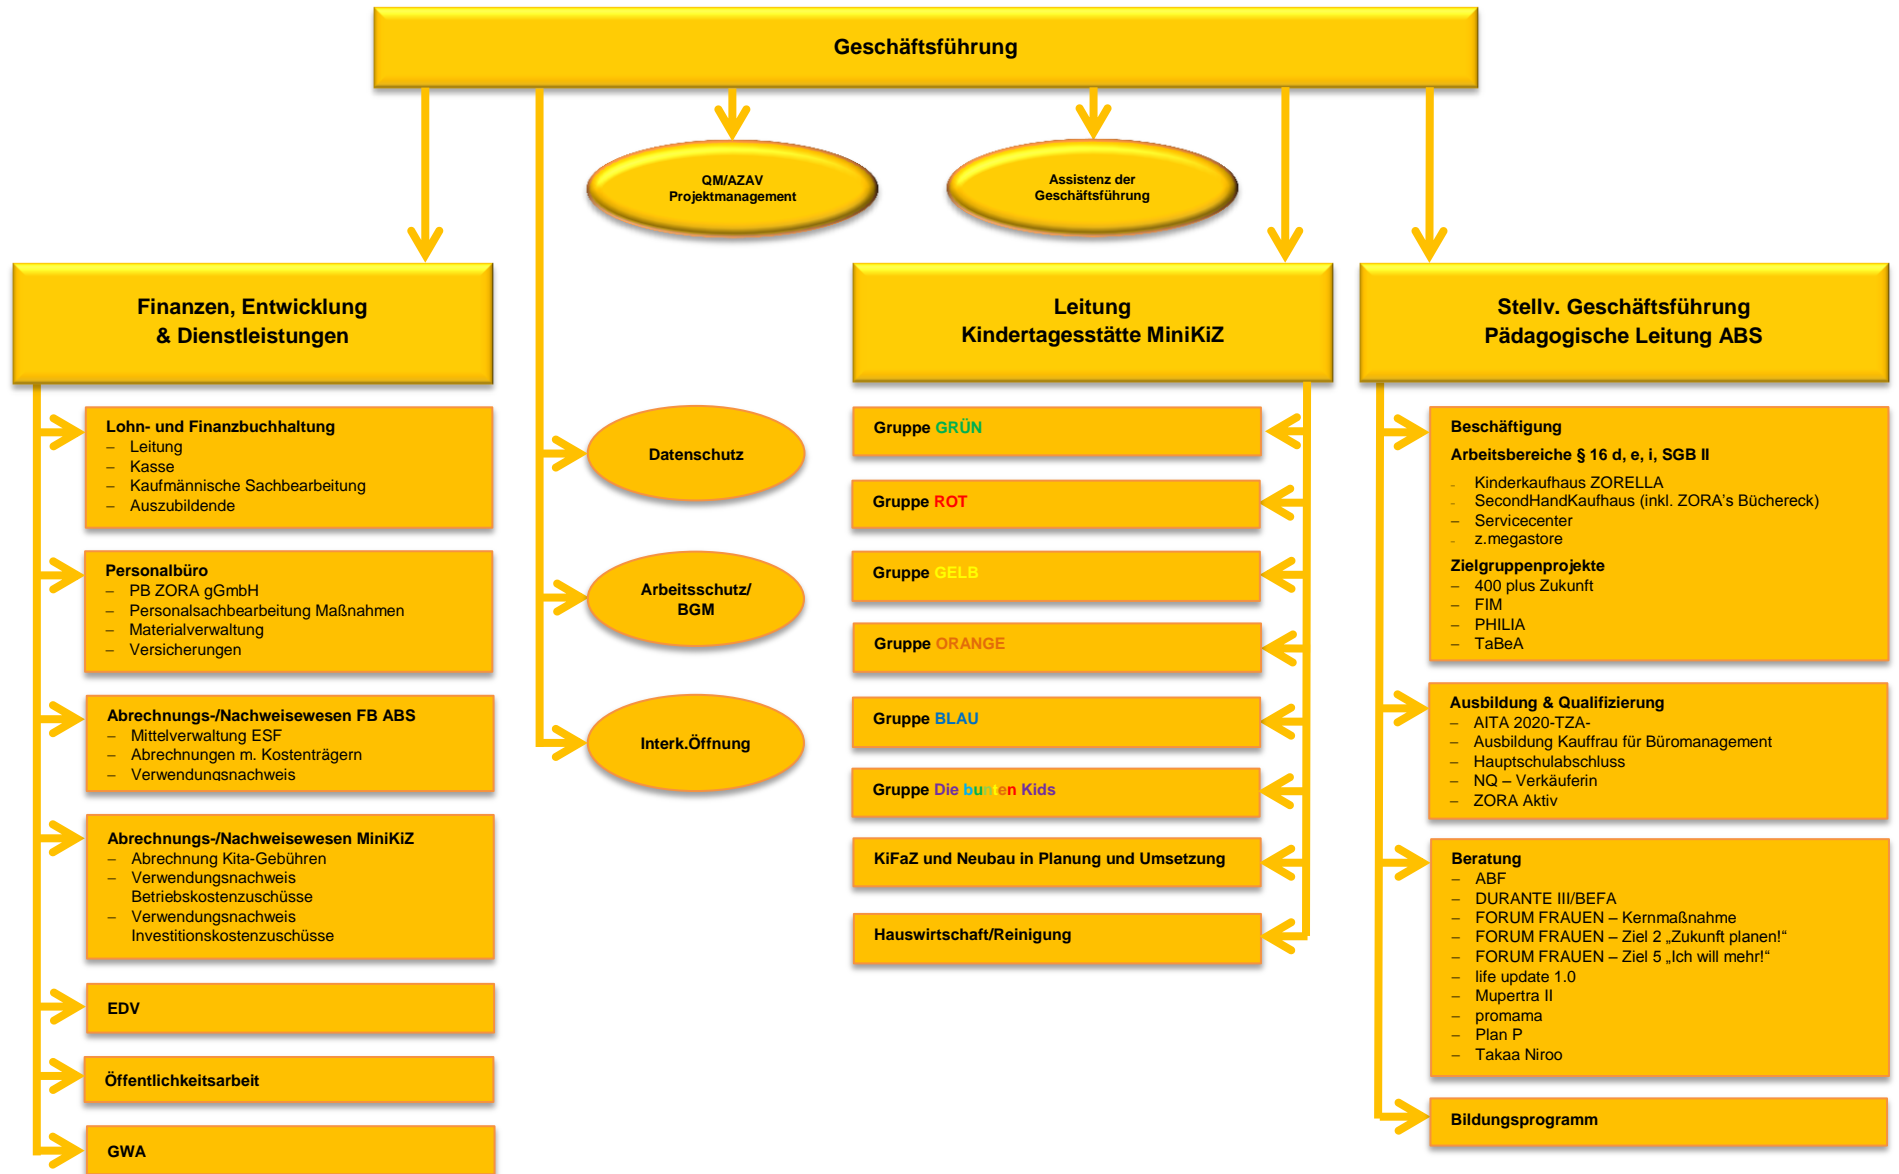 Geschäftsführung
QM/AZAV
Projektmanagement
Assistenz der
Geschäftsführung
Finanzen, Entwicklung
& Dienstleistungen
Lohn- und Finanzbuchhaltung
– Leitung
– Kasse
– Kaufmännische Sachbearbeitung
– Auszubildende
Personalbüro
– PB ZORA gGmbH
– Personalsachbearbeitung Maßnahmen
– Materialverwaltung
– Versicherungen
Abrechnungs-/Nachweisewesen FB ABS
– Mittelverwaltung ESF
– Abrechnungen m. Kostenträgern
– Verwendungsnachweis
Abrechnungs-/Nachweisewesen MiniKiZ
– Abrechnung Kita-Gebühren
– Verwendungsnachweis
Betriebskostenzuschüsse
– Verwendungsnachweis
Investitionskostenzuschüsse
EDV
Öffentlichkeitsarbeit
GWA
Datenschutz
Arbeitsschutz/
BGM
Interk.Öffnung
Leitung
Kindertagesstätte MiniKiZ
Gruppe GRÜN
Gruppe ROT
Gruppe GELB
Gruppe ORANGE
Gruppe BLAU
Gruppe Die bunten Kids
KiFaZ und Neubau in Planung und Umsetzung
Hauswirtschaft/Reinigung
Stellv. Geschäftsführung
Pädagogische Leitung ABS
Beschäftigung
Arbeitsbereiche § 16 d, e, i, SGB II
- Kinderkaufhaus ZORELLA
- SecondHandKaufhaus (inkl. ZORA's Büchereck)
– Servicecenter
- z.megastore
Zielgruppenprojekte
– 400 plus Zukunft
– FIM
– PHILIA
– TaBeA
Ausbildung & Qualifizierung
– AITA 2020-TZA-
– Ausbildung Kauffrau für Büromanagement
– Hauptschulabschluss
– NQ – Verkäuferin
– ZORA Aktiv
Beratung
– ABF
– DURANTE III/BEFA
– FORUM FRAUEN – Kernmaßnahme
– FORUM FRAUEN – Ziel 2 „Zukunft planen!“
– FORUM FRAUEN – Ziel 5 „Ich will mehr!“
– life update 1.0
– Mupertra II
– promama
– Plan P
– Takaa Niroo
Bildungsprogramm